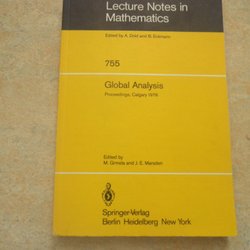 Lecture Notes in
Mathematics
Edited by A. Dold and B. Eckmann
755
Global Analysis
Proceedings, Calgary 1978
Edited by
M. Grmela and J. E. Marsden
Springer-Verlag
Berlin Heidelberg New York